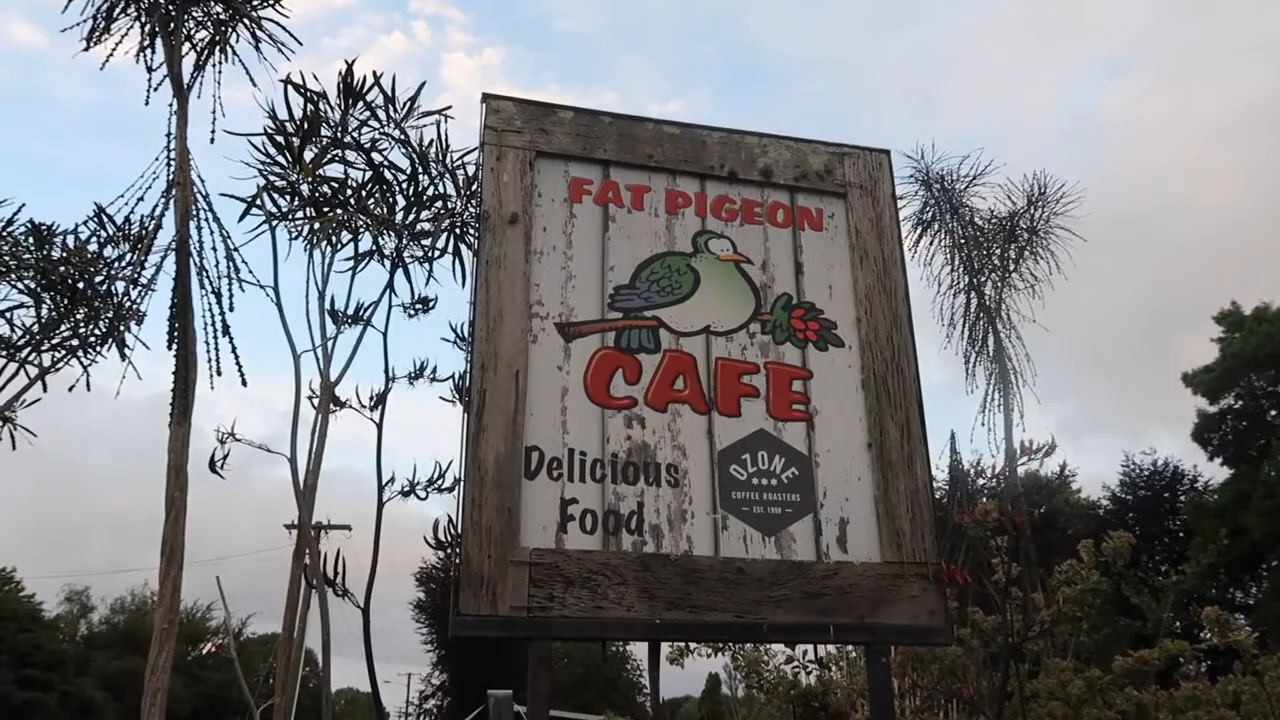 FAT PIGEON
CAFE
Delicious
Food
OZONE
***
COFFEE ROASTERS
— EST. 1998 —